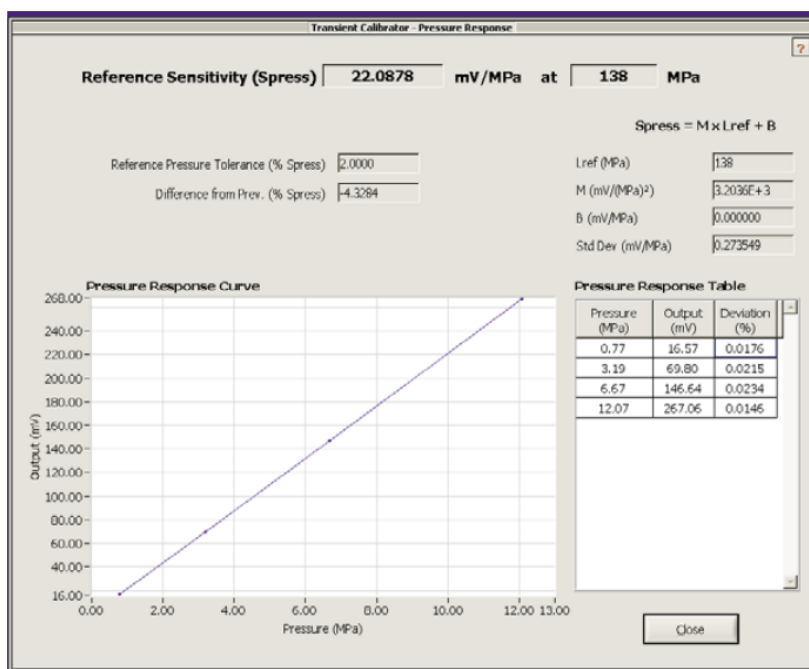 Transient Calibrator - Pressure Response
?
Reference Sensitivity (Spress) 22.0878 mV/MPa at 138 MPa
Spress = M x Lref + B
Reference Pressure Tolerance (% Spress) 2.0000
Difference from Prev. (% Spress) -4.3284
Lref (MPa) 138
M (mV/(MPa)²) 3.2036E+3
B (mV/MPa) 0.000000
Std Dev (mV/MPa) 0.273549
Pressure Response Curve
268.00
240.00
220.00
200.00
180.00
160.00
140.00
120.00
100.00
80.00
60.00
40.00
16.00
Output (mV)
0.00 2.00 4.00 6.00 8.00 10.00 12.00 13.00
Pressure (MPa)
Pressure Response Table
Pressure (MPa) Output (mV) Deviation (%)
0.77 16.57 0.0176
3.19 69.80 0.0215
6.67 146.64 0.0234
12.07 267.06 0.0146
Close